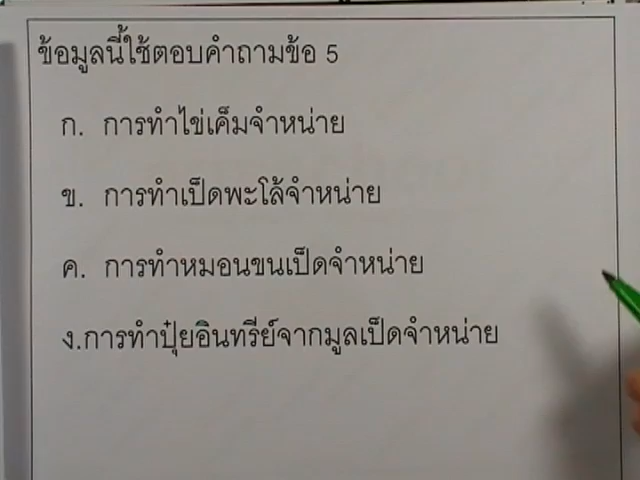 ข้อมูลนี้ใช้ตอบคำถามข้อ 5
ก. การทำไข่เค็มจำหน่าย
ข. การทำเป็ดพะโล้จำหน่าย
ค. การทำหมอนขนเป็ดจำหน่าย
ง.การทำปุ๋ยอินทรีย์จากมูลเป็ดจำหน่าย